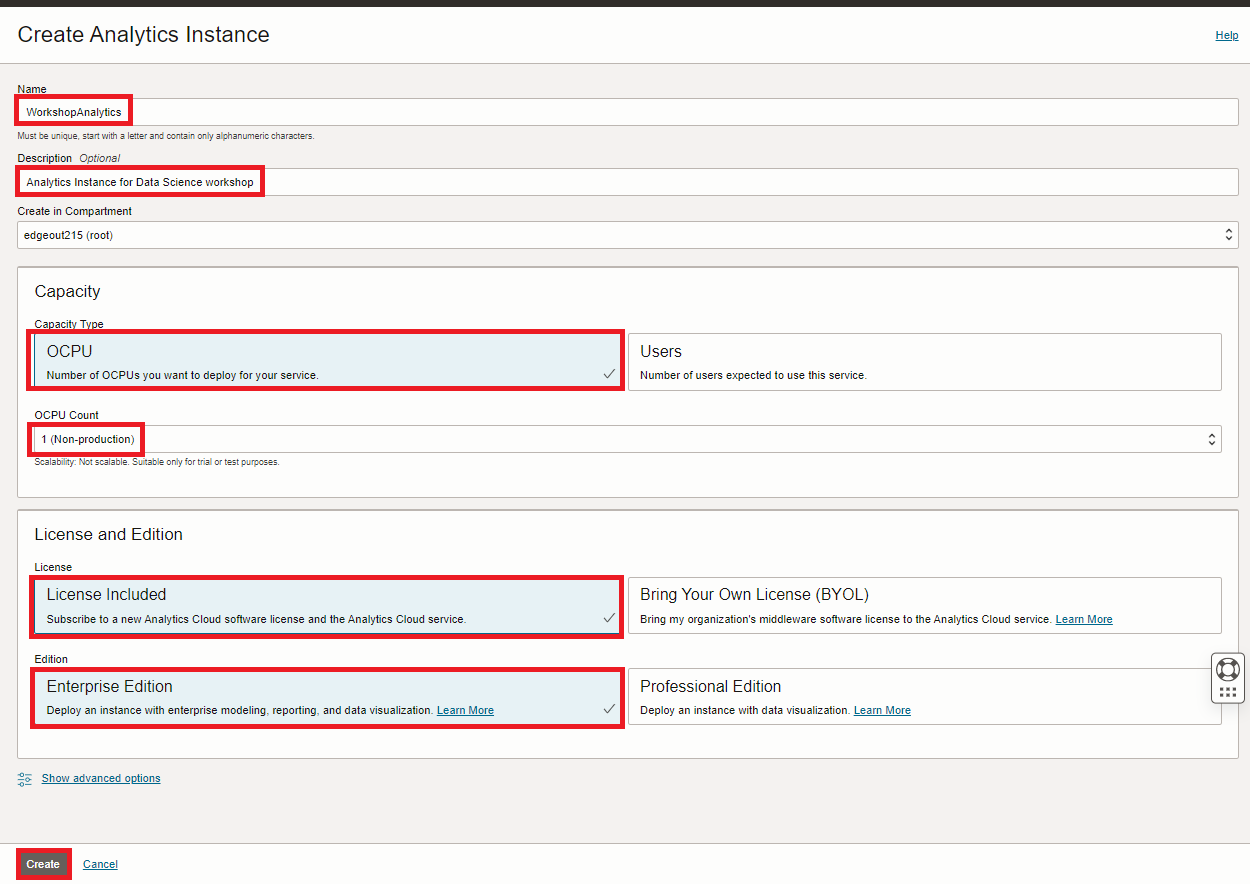 Create Analytics Instance
Help
Name
WorkshopAnalytics
Must be unique, start with a letter and contain only alphanumeric characters.
Description Optional
Analytics Instance for Data Science workshop
Create in Compartment
edgeout215 (root)
Capacity
Capacity Type
OCPU
Number of OCPUs you want to deploy for your service.
Users
Number of users expected to use this service.
OCPU Count
1 (Non-production)
Scalability: Not scalable. Suitable only for trial or test purposes.
License and Edition
License
License Included
Subscribe to a new Analytics Cloud software license and the Analytics Cloud service.
Bring Your Own License (BYOL)
Bring my organization's middleware software license to the Analytics Cloud service. Learn More
Edition
Enterprise Edition
Deploy an instance with enterprise modeling, reporting, and data visualization. Learn More
Professional Edition
Deploy an instance with data visualization. Learn More
Show advanced options
Create
Cancel